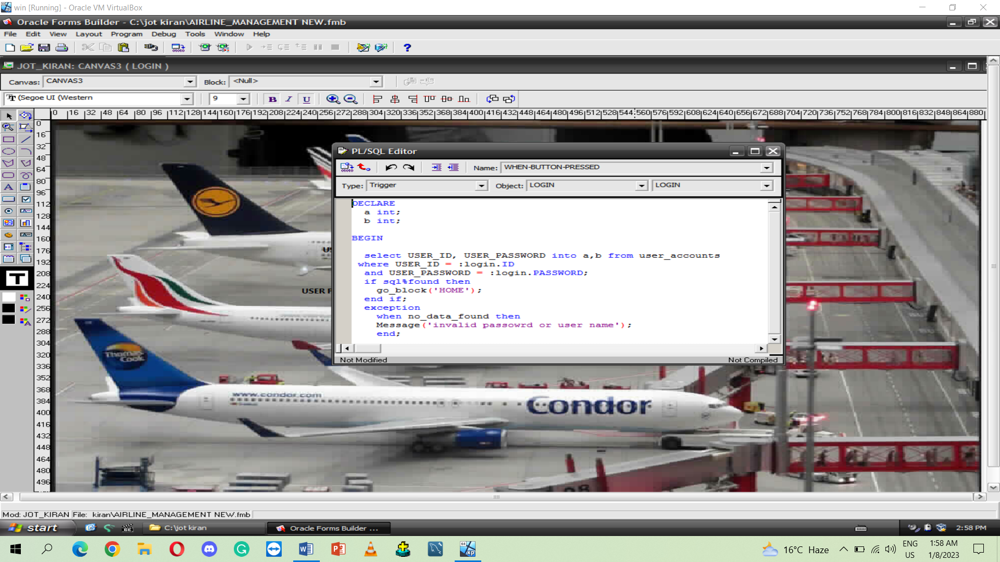 win [Running] - Oracle VM VirtualBox
Oracle Forms Builder - C:\jot kiran\AIRLINE_MANAGEMENT NEW.fmb
File Edit View Layout Program Debug Tools Window Help
JOT_KIRAN: CANVAS3 ( LOGIN )
Canvas: CANVAS3 Block: <Null>
(Segoe UI (Western 9 B I U
0 16 32 48 64 80 96 112 128 144 160 176 192 208 224 240 256 272 288 304 320 336 352 368 384 400 416 432 448 464 480 496 512 528 544 560 576 592 608 624 640 656 672 688 704 720 736 752 768 784 800 816 832 848 864 880
0
16
32
48
64
80
96
112
128
144
160
176
192
208
224
240
256
272
288
304
320
336
352
368
384
400
416
432
448
464
480
496
PL/SQL Editor
Name: WHEN-BUTTON-PRESSED
Type: Trigger Object: LOGIN LOGIN
DECLARE
a int;
b int;
BEGIN
select USER_ID, USER_PASSWORD into a,b from user_accounts
where USER_ID = :login.ID
and USER_PASSWORD = :login.PASSWORD;
if sql%found then
go_block('HOME');
end if;
exception
when no_data_found then
Message('invalid passowrd or user name');
end;
Not Modified Not Compiled
USER
Thomas Cook
www.condor.com
Condor
Mod: JOT_KIRAN File: kiran\AIRLINE_MANAGEMENT NEW.fmb
start C:\jot kiran Oracle Forms Builder ... 2:58 PM
16°C Haze ENG US 1:58 AM 1/8/2023